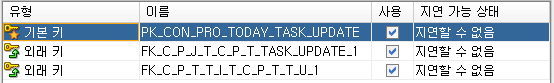 유형 이름 사용 지연 가능 상태
기본 키 PK_CON_PRO_TODAY_TASK_UPDATE 지연할 수 없음
외래 키 FK_C_P_J_T_C_P_T_TASK_UPDATE_1 지연할 수 없음
외래 키 FK_C_P_T_T_I_T_C_P_T_T_U_1 지연할 수 없음